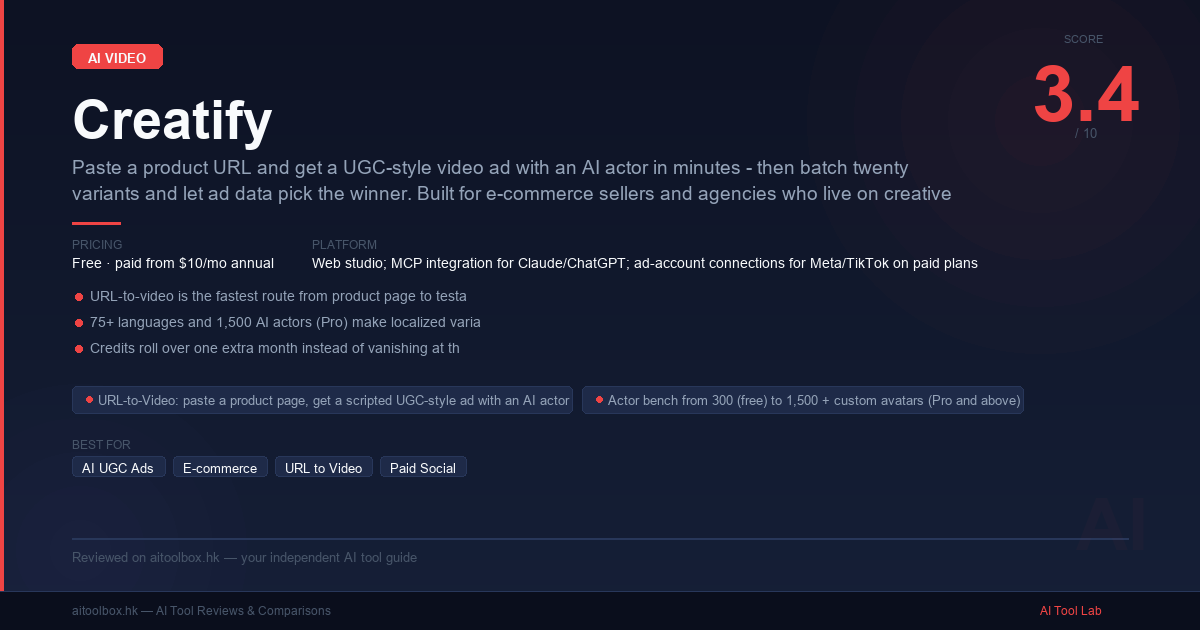 AI VIDEO
SCORE
3.4
/ 10
Creatify
Paste a product URL and get a UGC-style video ad with an AI actor in minutes - then batch twenty
variants and let ad data pick the winner. Built for e-commerce sellers and agencies who live on creative
PRICING
Free · paid from $10/mo annual
PLATFORM
Web studio; MCP integration for Claude/ChatGPT; ad-account connections for Meta/TikTok on paid plans
URL-to-video is the fastest route from product page to testa
75+ languages and 1,500 AI actors (Pro) make localized varia
Credits roll over one extra month instead of vanishing at th
URL-to-Video: paste a product page, get a scripted UGC-style ad with an AI actor
Actor bench from 300 (free) to 1,500 + custom avatars (Pro and above)
BEST FOR
AI UGC Ads
E-commerce
URL to Video
Paid Social
AI
Reviewed on aitoolbox.hk — your independent AI tool guide
aitoolbox.hk — AI Tool Reviews & Comparisons
AI Tool Lab